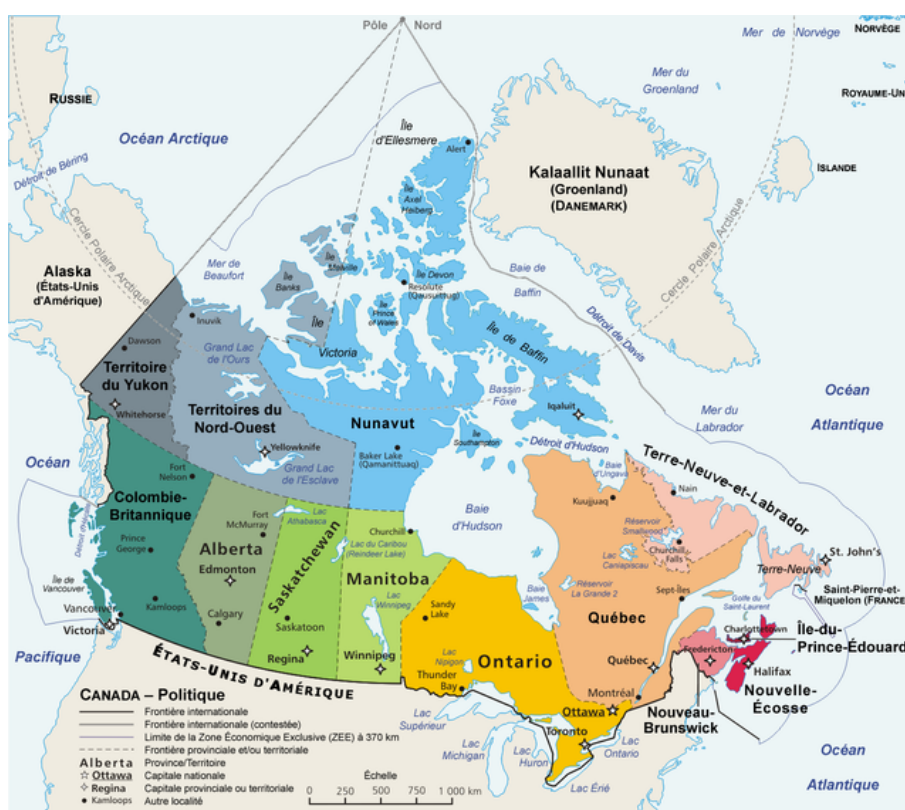 Pôle Nord
Mer de Norvège
NORVÈGE
RUSSIE
Mer du
Groenland
ROYAUME-UN
Océan Arctique
Île
d'Ellesmere
Alert
Détroit de Béring
Kalaallit Nunaat
(Groenland)
(DANEMARK)
ISLANDE
Île
Axel
Heiberg
Cercle Polaire Arctique
Cercle Polaire Arctique
Mer de
Beaufort
Île
Melville
Île Devon
Resolute
(Qausuittuq)
Baie de
Baffin
Alaska
(États-Unis
d'Amérique)
Île
Banks
Île
Prince
of Wales
Détroit de Davis
Inuvik
Île
Victoria
Île de Baffin
Dawson
Grand Lac
de l'Ours
Territoire
du Yukon
Whitehorse
Territoires du
Nord-Ouest
Yellowknife
Nunavut
Bassin-
Foxe
Iqaluit
Océan
Atlantique
Mer du
Labrador
Baker Lake
(Qamanittuaq)
Île
Southampton
Détroit d'Hudson
Océan
Pacifique
Fort
Nelson
Grand Lac
de l'Esclave
Baie
d'Ungava
Terre-Neuve-et-Labrador
Colombie-
Britannique
Fort
McMurray
Lac
Athabasca
Kuujjuaq
Nain
Baie
d'Hudson
Prince
George
Alberta
Edmonton
Saskatchewan
Lac du Caribou
(Reindeer Lake)
Churchill
Réservoir
Smallwood
Churchill
Falls
Lac
Caniapiscau
St. John's
Terre-Neuve
Île de
Vancouver
Manitoba
Réservoir
La Grande 2
Sept-Îles
Saint-Pierre-et-
Miquelon (FRANCE)
Kamloops
Vancouver
Victoria
Calgary
Saskatoon
Regina
Lac
Winnipeg
Winnipeg
Sandy
Lake
Baie
James
Québec
Golfe du
Saint-Laurent
Charlottetown
Île-du-
Prince-Édouard
Fredericton
Halifax
Nouvelle-
Écosse
Nouveau-
Brunswick
ÉTATS-UNIS D'AMÉRIQUE
Ontario
Lac
Nipigon
Thunder
Bay
Québec
Montréal
Ottawa
Toronto
Lac
Supérieur
Lac
Michigan
Lac
Huron
Lac
Ontario
Lac Érié
Océan
Atlantique
CANADA – Politique
Frontière internationale
Frontière internationale (contestée)
Limite de la Zone Économique Exclusive (ZEE) à 370 km
Frontière provinciale et/ou territoriale
Alberta Province/Territoire
Ottawa Capitale nationale
Regina Capitale provinciale ou territoriale
Kamloops Autre localité
Échelle
0 500 1 000 km